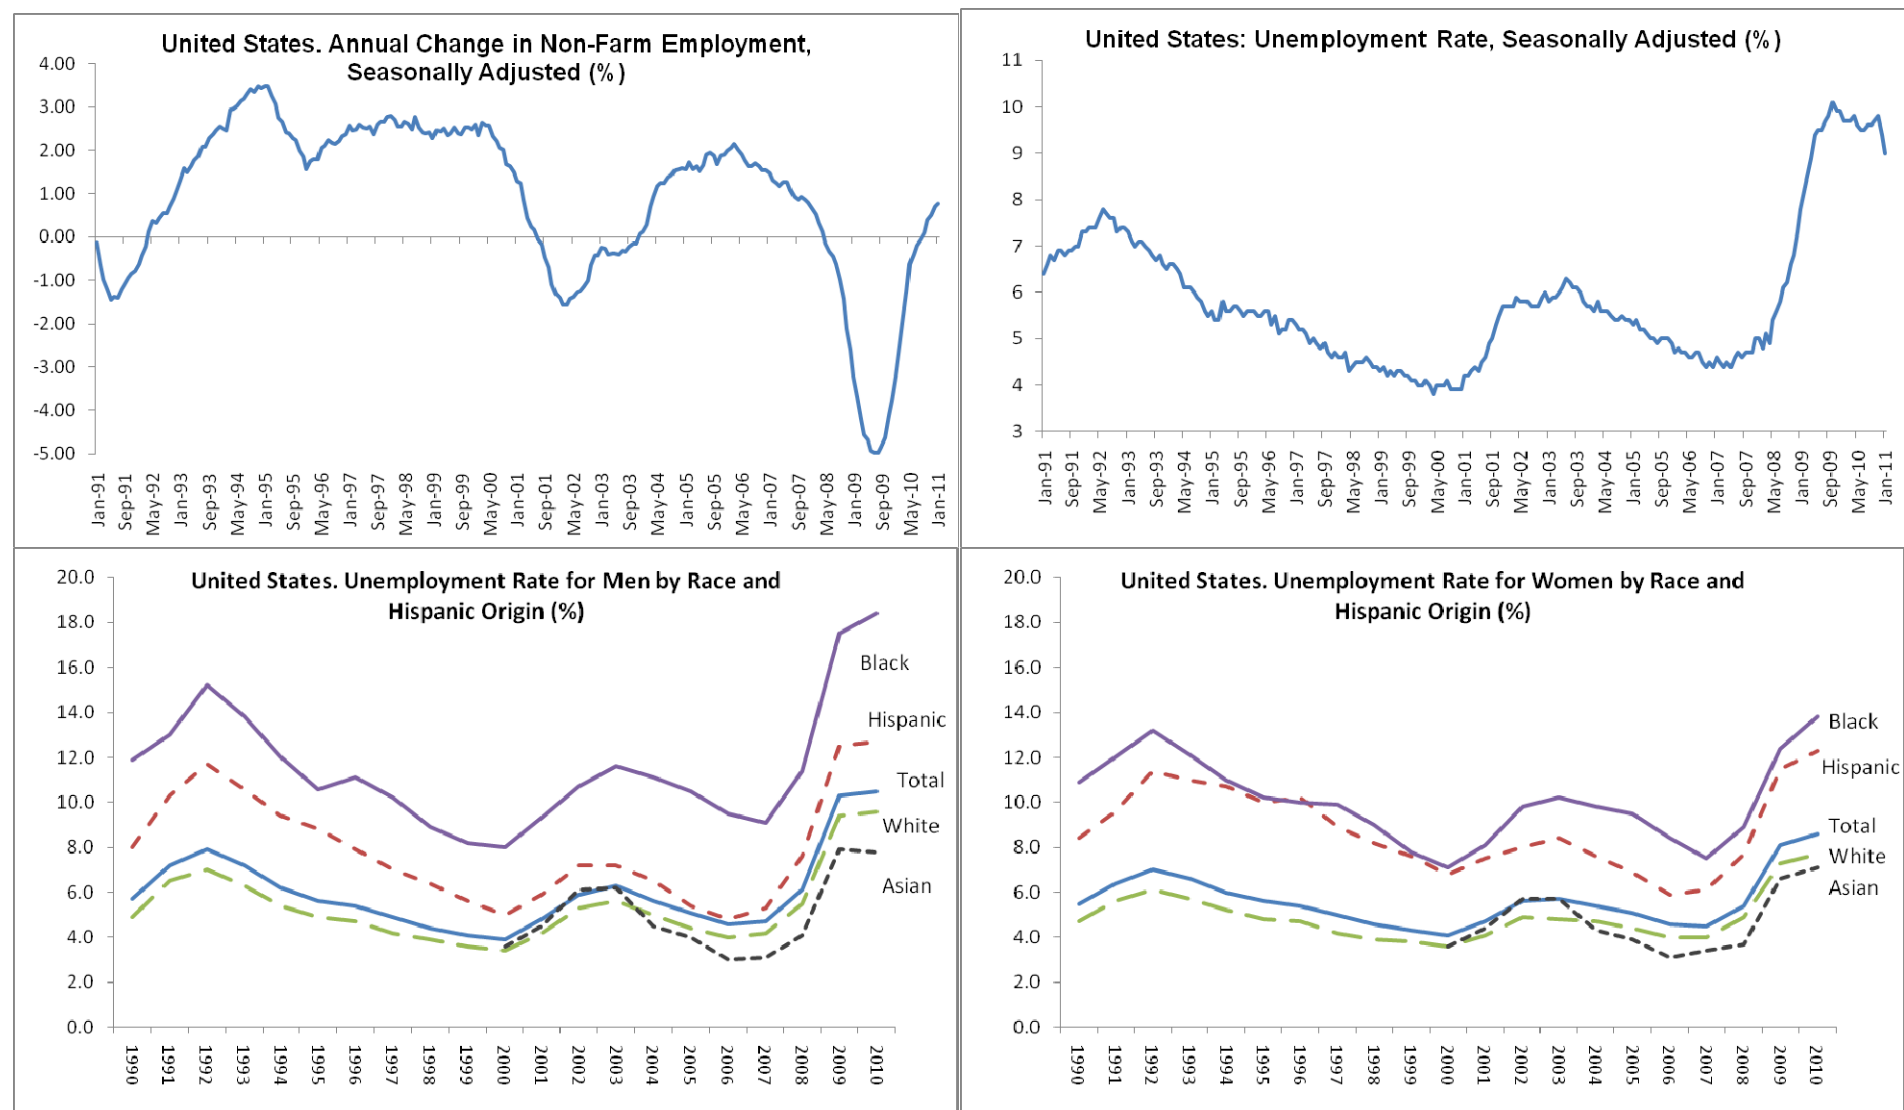 United States. Annual Change in Non-Farm Employment,
Seasonally Adjusted (%)
4.00
3.00
2.00
1.00
0.00
-1.00
-2.00
-3.00
-4.00
-5.00
Jan-91
Sep-91
May-92
Jan-93
Sep-93
May-94
Jan-95
Sep-95
May-96
Jan-97
Sep-97
May-98
Jan-99
Sep-99
May-00
Jan-01
Sep-01
May-02
Jan-03
Sep-03
May-04
Jan-05
Sep-05
May-06
Jan-07
Sep-07
May-08
Jan-09
Sep-09
May-10
Jan-11
United States: Unemployment Rate, Seasonally Adjusted (%)
11
10
9
8
7
6
5
4
3
Jan-91
Sep-91
May-92
Jan-93
Sep-93
May-94
Jan-95
Sep-95
May-96
Jan-97
Sep-97
May-98
Jan-99
Sep-99
May-00
Jan-01
Sep-01
May-02
Jan-03
Sep-03
May-04
Jan-05
Sep-05
May-06
Jan-07
Sep-07
May-08
Jan-09
Sep-09
May-10
Jan-11
United States. Unemployment Rate for Men by Race and
Hispanic Origin (%)
20.0
18.0
16.0
14.0
12.0
10.0
8.0
6.0
4.0
2.0
0.0
Black
Hispanic
Total
White
Asian
1990
1991
1992
1993
1994
1995
1996
1997
1998
1999
2000
2001
2002
2003
2004
2005
2006
2007
2008
2009
2010
United States. Unemployment Rate for Women by Race and
Hispanic Origin (%)
20.0
18.0
16.0
14.0
12.0
10.0
8.0
6.0
4.0
2.0
0.0
Black
Hispanic
Total
White
Asian
1990
1991
1992
1993
1994
1995
1996
1997
1998
1999
2000
2001
2002
2003
2004
2005
2006
2007
2008
2009
2010